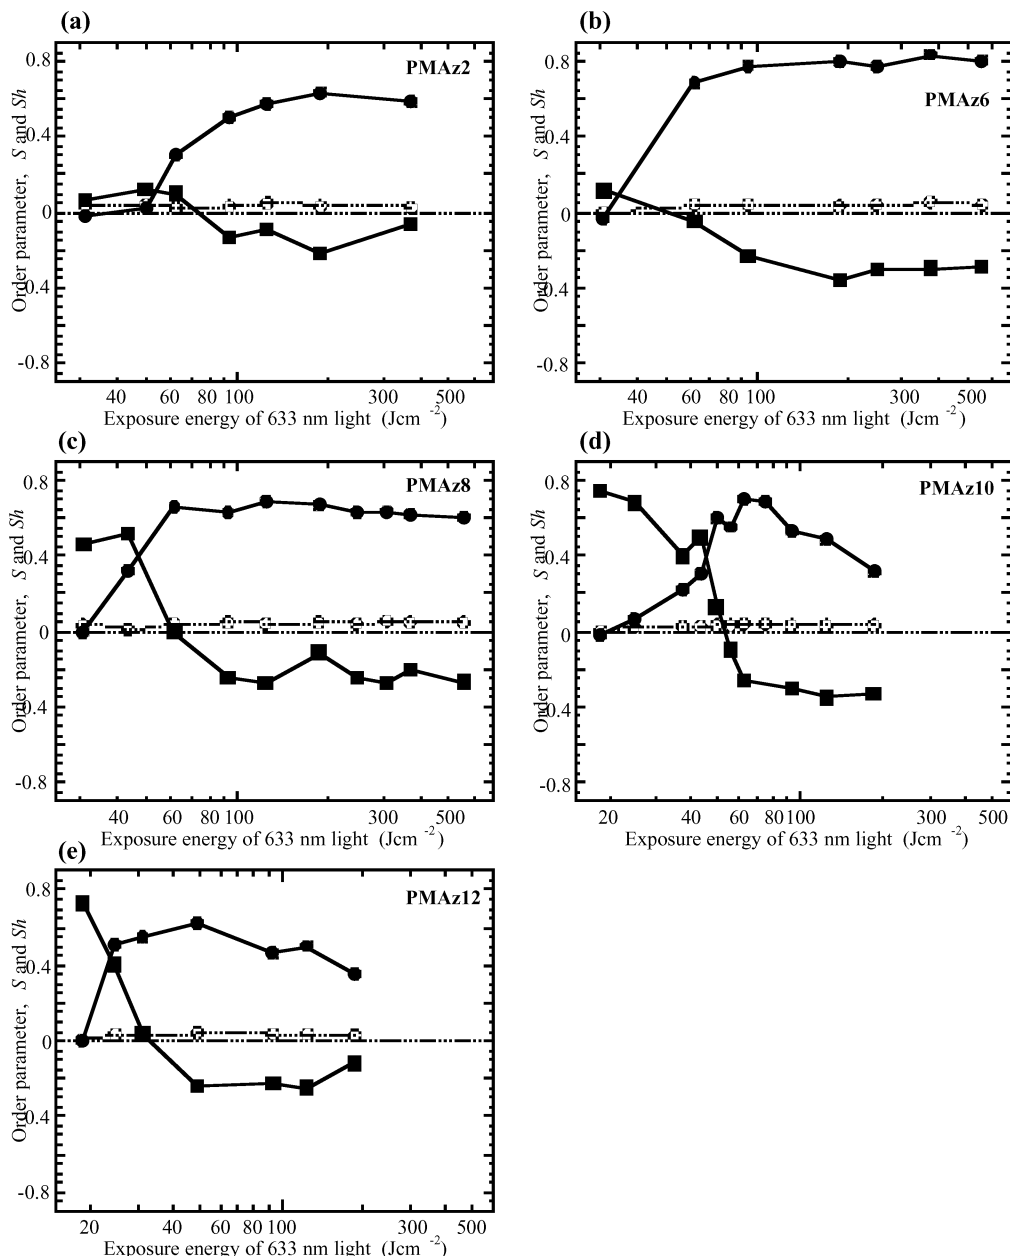 (a)
PMAz2
0.8
0.4
0
-0.4
-0.8
Order parameter, S and Sh
40 60 80 100 300 500
Exposure energy of 633 nm light (Jcm -2)
(b)
PMAz6
0.8
0.4
0
-0.4
-0.8
Order parameter, S and Sh
40 60 80 100 300 500
Exposure energy of 633 nm light (Jcm -2)
(c)
PMAz8
0.8
0.4
0
-0.4
-0.8
Order parameter, S and Sh
40 60 80 100 300 500
Exposure energy of 633 nm light (Jcm -2)
(d)
PMAz10
0.8
0.4
0
-0.4
-0.8
Order parameter, S and Sh
20 40 60 80 100 300 500
Exposure energy of 633 nm light (Jcm -2)
(e)
PMAz12
0.8
0.4
0
-0.4
-0.8
Order parameter, S and Sh
20 40 60 80 100 300 500
Exposure energy of 633 nm light (Jcm -2)